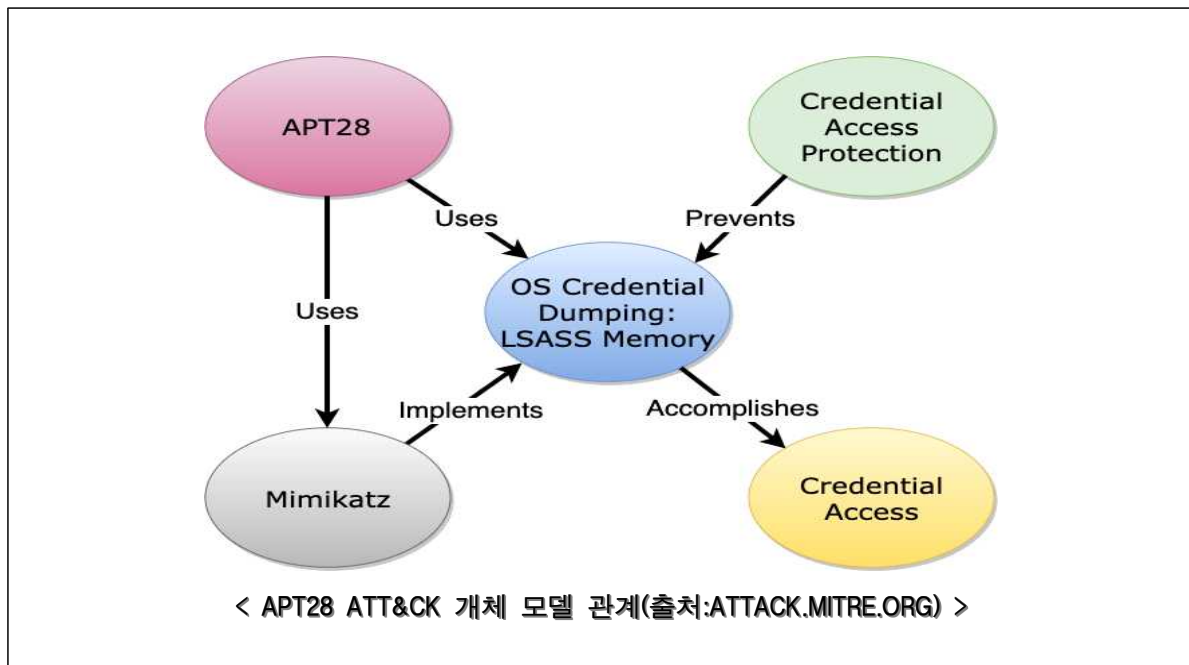 APT28
Credential
Access
Protection
Uses
Prevents
OS Credential
Dumping:
LSASS Memory
Uses
Implements
Accomplishes
Mimikatz
Credential
Access
< APT28 ATT&CK 개체 모델 관계(출처:ATTACK.MITRE.ORG) >